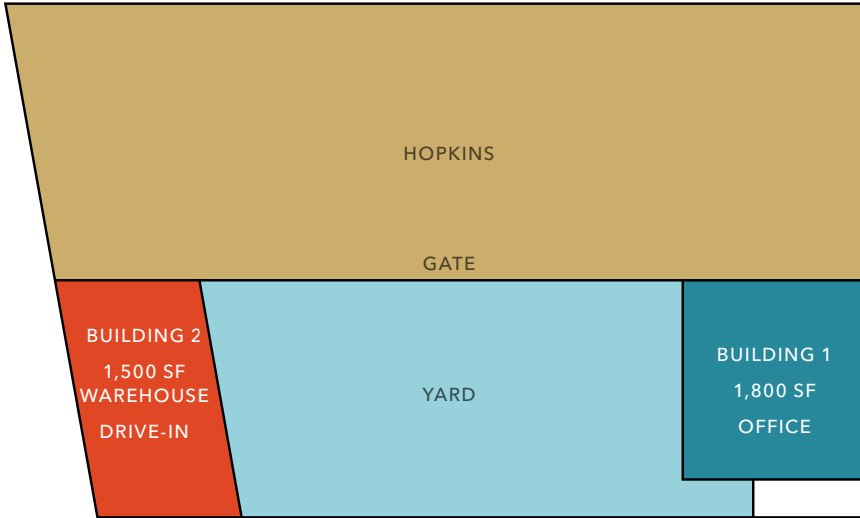 HOPKINS
GATE
BUILDING 2
1,500 SF
WAREHOUSE
DRIVE-IN
YARD
BUILDING 1
1,800 SF
OFFICE